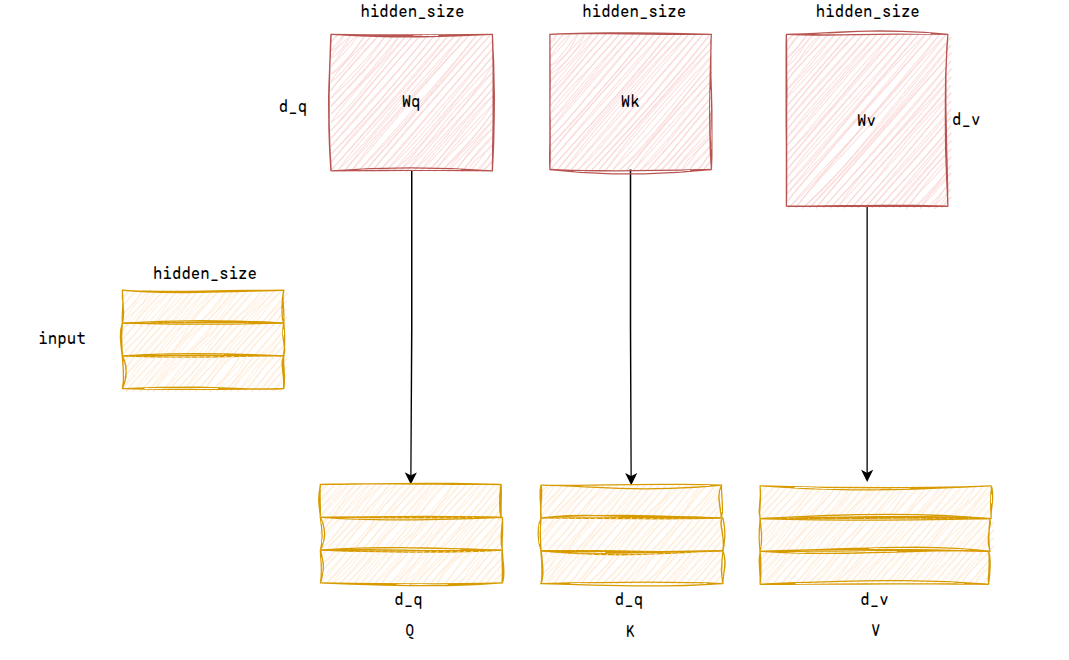 hidden_size
hidden_size
hidden_size
d_q
Wq
Wk
Wv
d_v
hidden_size
input
d_q
d_q
d_v
Q
K
V